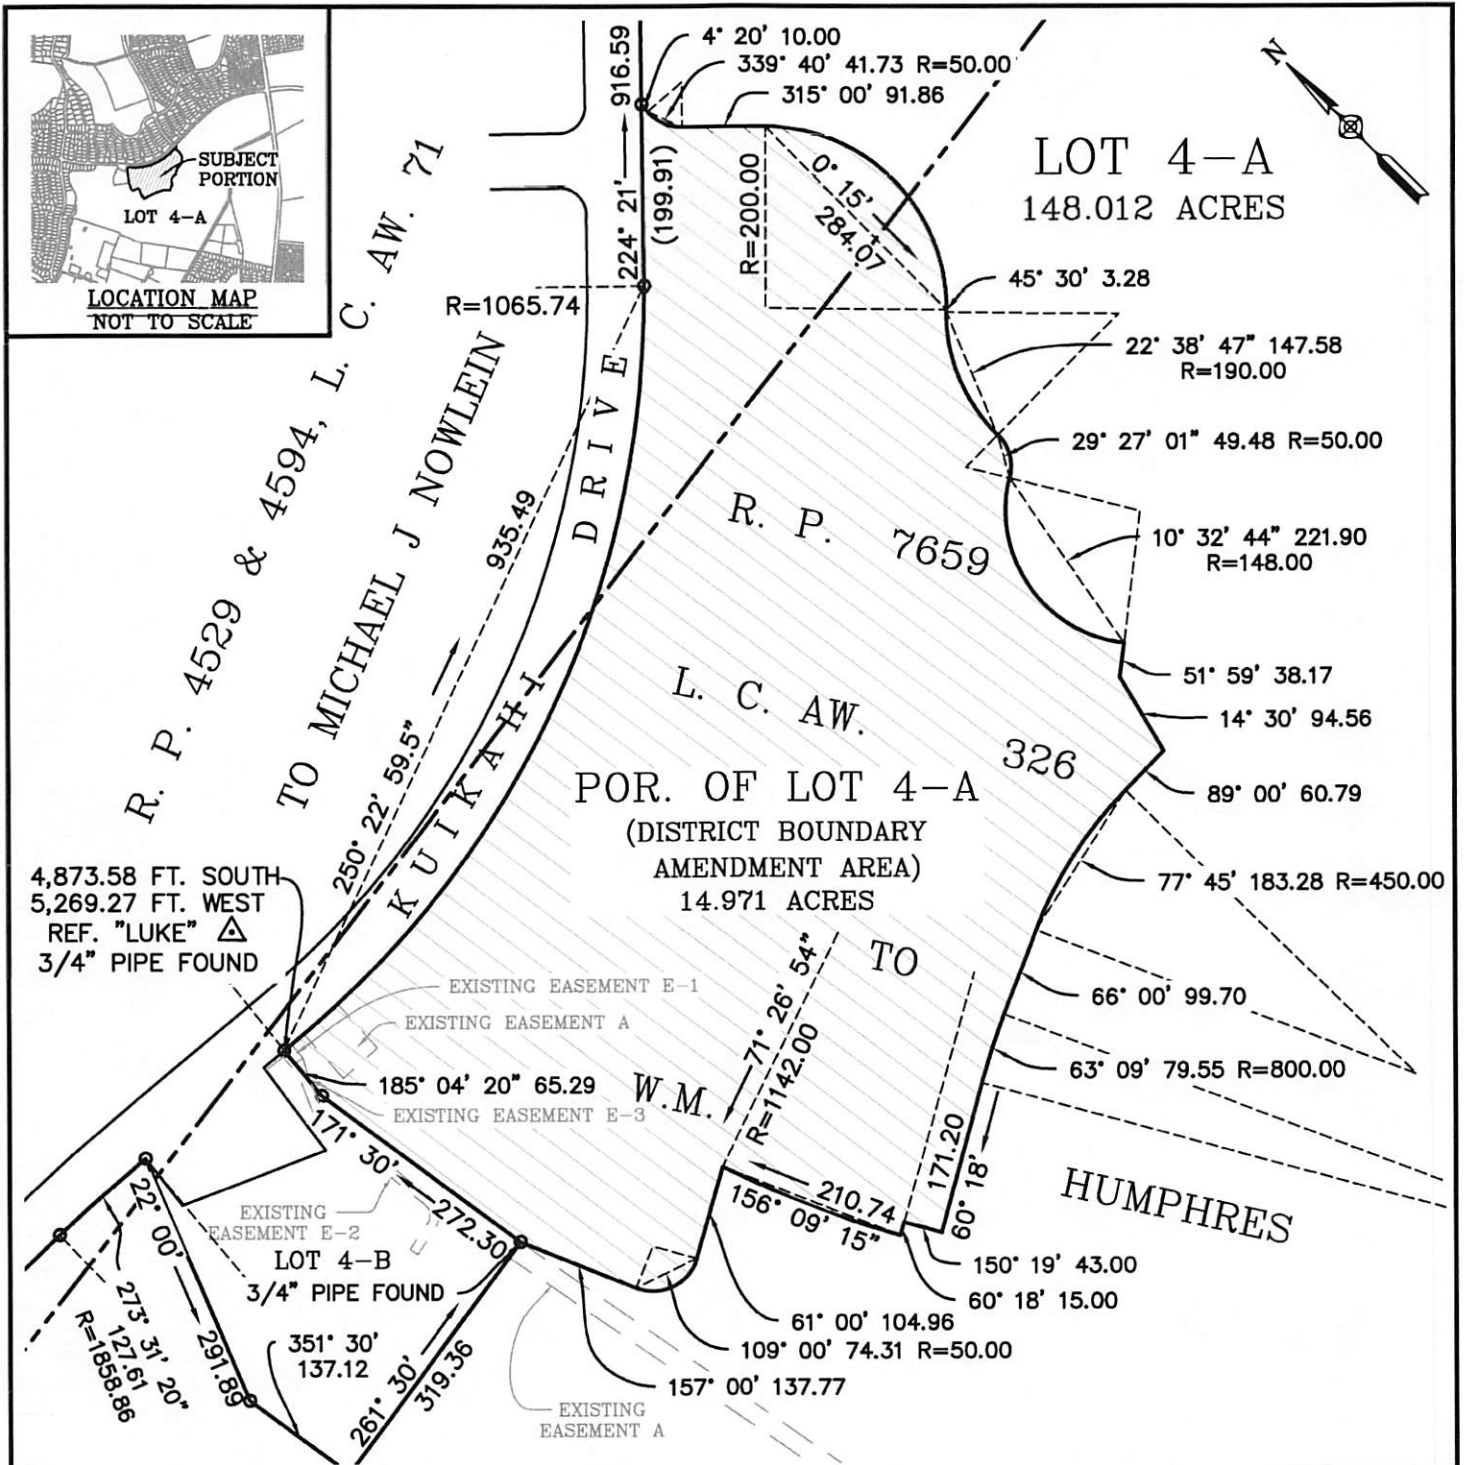 SUBJECT
PORTION
LOT 4-A
LOCATION MAP
NOT TO SCALE
916.59
4° 20' 10.00
339° 40' 41.73 R=50.00
315° 00' 91.86
N
LOT 4-A
148.012 ACRES
224° 21'
(199.91)
R=200.00
0° 15'
284.07
45° 30' 3.28
R=1065.74
22° 38' 47" 147.58
R=190.00
29° 27' 01" 49.48 R=50.00
10° 32' 44" 221.90
R=148.00
51° 59' 38.17
14° 30' 94.56
89° 00' 60.79
77° 45' 183.28 R=450.00
66° 00' 99.70
63° 09' 79.55 R=800.00
R. P. 4529 & 4594, L. C. AW. 71
TO MICHAEL J NOWLEIN
KUIKAHI DRIVE
935.49
250° 22' 59.5"
R. P. 7659
L. C. AW. 326
POR. OF LOT 4-A
(DISTRICT BOUNDARY
AMENDMENT AREA)
14.971 ACRES
TO
W.M.
HUMPHRES
4,873.58 FT. SOUTH
5,269.27 FT. WEST
REF. "LUKE"
3/4" PIPE FOUND
EXISTING EASEMENT E-1
EXISTING EASEMENT A
185° 04' 20" 65.29
EXISTING EASEMENT E-3
71° 26' 54"
R=1142.00
171° 30'
272.30
210.74
156° 09' 15"
171.20
60° 18'
150° 19' 43.00
60° 18' 15.00
61° 00' 104.96
109° 00' 74.31 R=50.00
157° 00' 137.77
EXISTING
EASEMENT E-2
LOT 4-B
3/4" PIPE FOUND
22° 00'
291.89
273° 31' 20"
127.61
R=1858.86
351° 30'
137.12
261° 30'
319.36
EXISTING
EASEMENT A